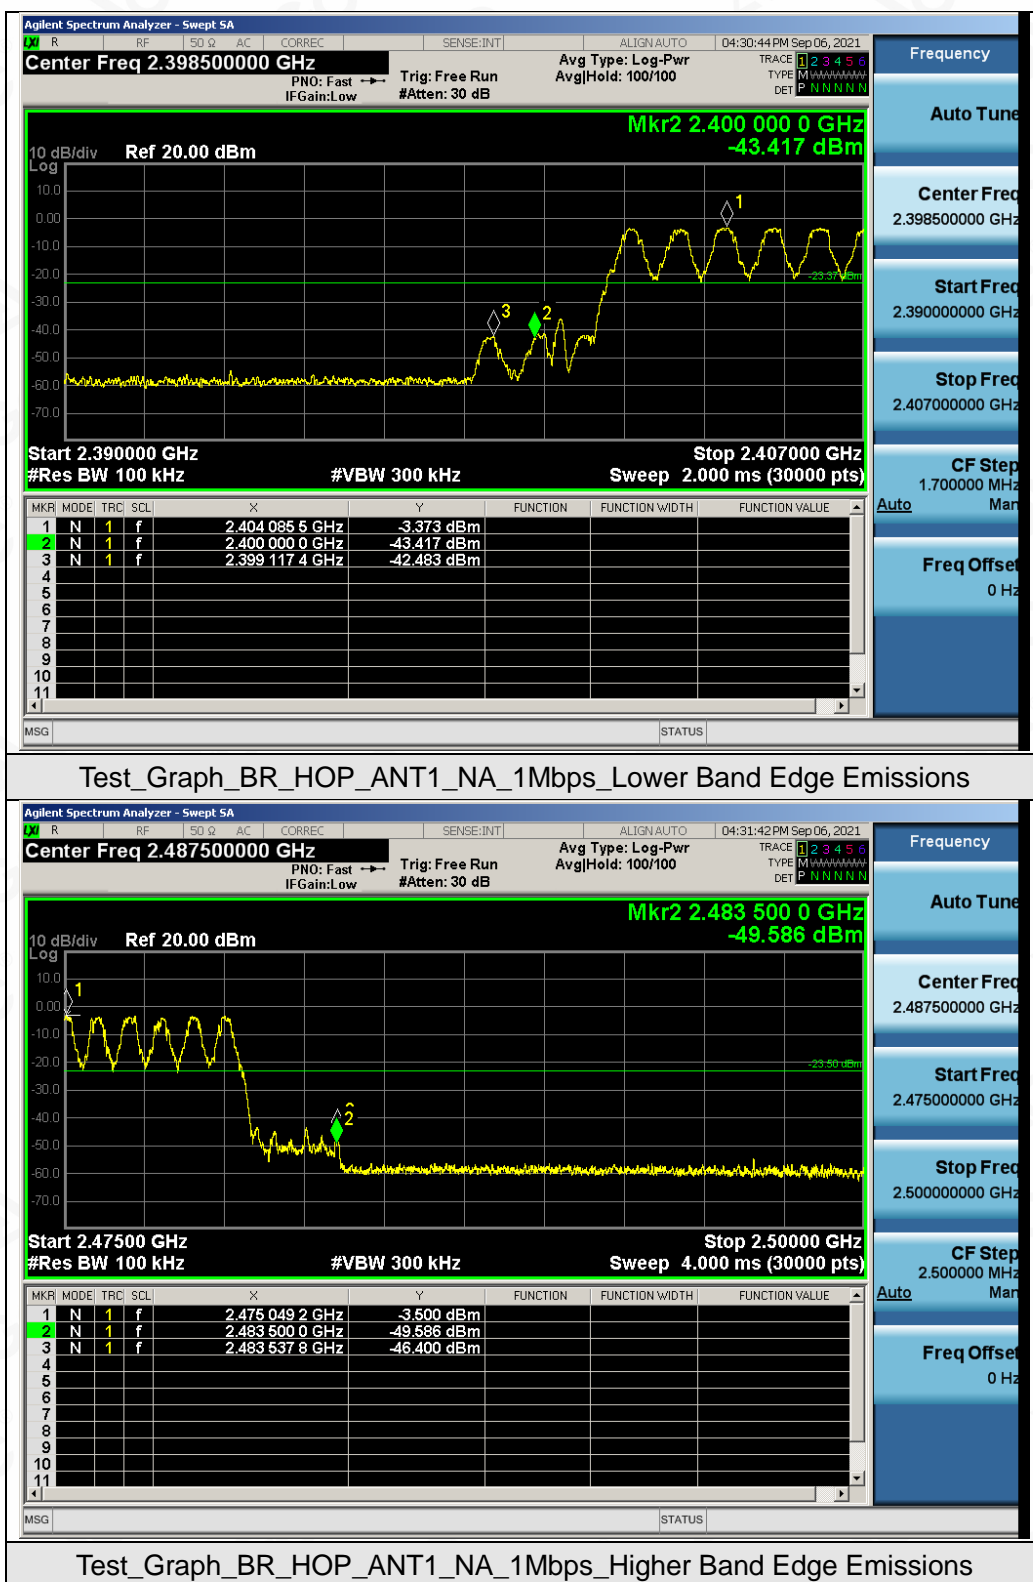 Agilent Spectrum Analyzer - Swept SA
LXI R RF 50 Ω AC CORREC SENSE:INT ALIGN AUTO 04:30:44 PM Sep 06, 2021
Center Freq 2.398500000 GHz
PNO: Fast
IFGain:Low
Trig: Free Run
#Atten: 30 dB
Avg Type: Log-Pwr
Avg|Hold: 100/100
TRACE 1 2 3 4 5 6
TYPE M WWWWW
DET P N N N N N
Mkr2 2.400 000 0 GHz
-43.417 dBm
10 dB/div Ref 20.00 dBm
Log
10.0
0.00
-10.0
-20.0
-30.0
-40.0
-50.0
-60.0
-70.0
1
2
3
-23.37 dBm
Start 2.390000 GHz Stop 2.407000 GHz
#Res BW 100 kHz #VBW 300 kHz Sweep 2.000 ms (30000 pts)
MKR MODE TRC SCL X Y FUNCTION FUNCTION WIDTH FUNCTION VALUE
1 N 1 f 2.404 085 5 GHz -3.373 dBm
2 N 1 f 2.400 000 0 GHz -43.417 dBm
3 N 1 f 2.399 117 4 GHz -42.483 dBm
4
5
6
7
8
9
10
11
MSG STATUS
Frequency
Auto Tune
Center Freq
2.398500000 GHz
Start Freq
2.390000000 GHz
Stop Freq
2.407000000 GHz
CF Step
1.700000 MHz
Auto Man
Freq Offset
0 Hz
Test_Graph_BR_HOP_ANT1_NA_1Mbps_Lower Band Edge Emissions
Agilent Spectrum Analyzer - Swept SA
LXI R RF 50 Ω AC CORREC SENSE:INT ALIGN AUTO 04:31:42 PM Sep 06, 2021
Center Freq 2.487500000 GHz
PNO: Fast
IFGain:Low
Trig: Free Run
#Atten: 30 dB
Avg Type: Log-Pwr
Avg|Hold: 100/100
TRACE 1 2 3 4 5 6
TYPE M WWWWW
DET P N N N N N
Mkr2 2.483 500 0 GHz
-49.586 dBm
10 dB/div Ref 20.00 dBm
Log
10.0
0.00
-10.0
-20.0
-30.0
-40.0
-50.0
-60.0
-70.0
1
2
-23.50 dBm
Start 2.47500 GHz Stop 2.50000 GHz
#Res BW 100 kHz #VBW 300 kHz Sweep 4.000 ms (30000 pts)
MKR MODE TRC SCL X Y FUNCTION FUNCTION WIDTH FUNCTION VALUE
1 N 1 f 2.475 049 2 GHz -3.500 dBm
2 N 1 f 2.483 500 0 GHz -49.586 dBm
3 N 1 f 2.483 537 8 GHz -46.400 dBm
4
5
6
7
8
9
10
11
MSG STATUS
Frequency
Auto Tune
Center Freq
2.487500000 GHz
Start Freq
2.475000000 GHz
Stop Freq
2.500000000 GHz
CF Step
2.500000 MHz
Auto Man
Freq Offset
0 Hz
Test_Graph_BR_HOP_ANT1_NA_1Mbps_Higher Band Edge Emissions